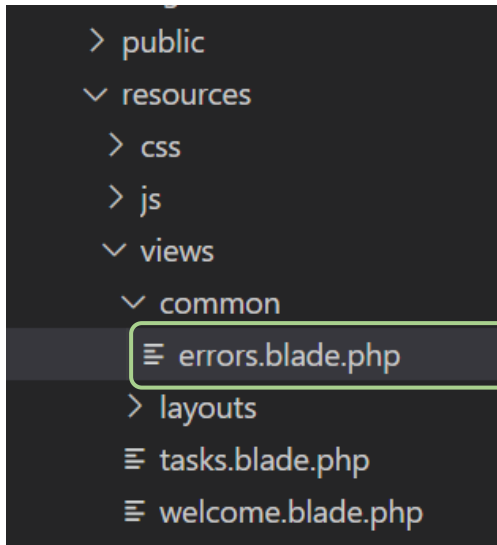 public
resources
css
js
views
common
errors.blade.php
layouts
tasks.blade.php
welcome.blade.php